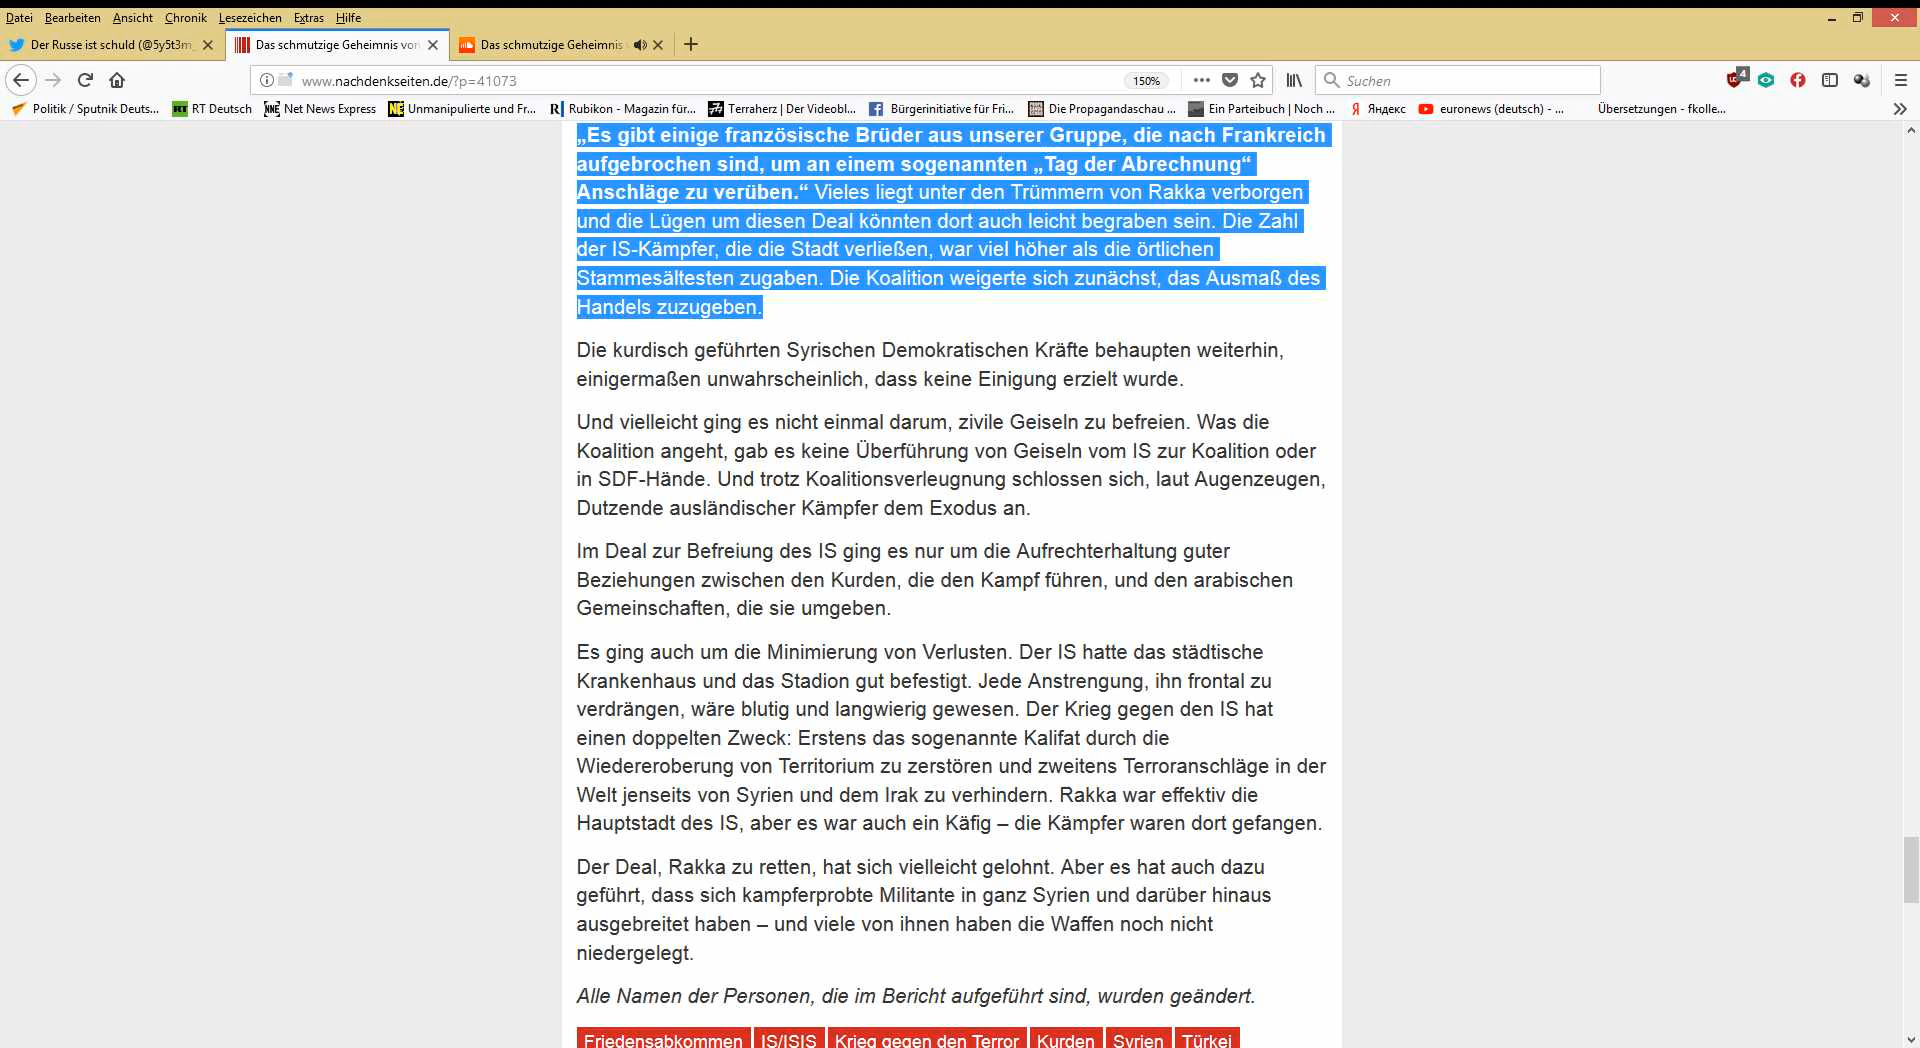 Datei Bearbeiten Ansicht Chronik Lesezeichen Extras Hilfe
Der Russe ist schuld (@5y5t3m_
Das schmutzige Geheimnis von
Das schmutzige Geheimnis
www.nachdenkseiten.de/?p=41073
150%
Suchen
4
Politik / Sputnik Deuts...
RT Deutsch
Net News Express
Unmanipulierte und Fr...
Rubikon - Magazin für...
Terraherz | Der Videobl...
Bürgerinitiative für Fri...
Die Propagandaschau ...
Ein Parteibuch | Noch ...
Яндекс
euronews (deutsch) - ...
Übersetzungen - fkolle...
„Es gibt einige französische Brüder aus unserer Gruppe, die nach Frankreich
aufgebrochen sind, um an einem sogenannten „Tag der Abrechnung“
Anschläge zu verüben.“ Vieles liegt unter den Trümmern von Rakka verborgen
und die Lügen um diesen Deal könnten dort auch leicht begraben sein. Die Zahl
der IS-Kämpfer, die die Stadt verließen, war viel höher als die örtlichen
Stammesältesten zugaben. Die Koalition weigerte sich zunächst, das Ausmaß des
Handels zuzugeben.
Die kurdisch geführten Syrischen Demokratischen Kräfte behaupten weiterhin,
einigermaßen unwahrscheinlich, dass keine Einigung erzielt wurde.
Und vielleicht ging es nicht einmal darum, zivile Geiseln zu befreien. Was die
Koalition angeht, gab es keine Überführung von Geiseln vom IS zur Koalition oder
in SDF-Hände. Und trotz Koalitionsverleugnung schlossen sich, laut Augenzeugen,
Dutzende ausländischer Kämpfer dem Exodus an.
Im Deal zur Befreiung des IS ging es nur um die Aufrechterhaltung guter
Beziehungen zwischen den Kurden, die den Kampf führen, und den arabischen
Gemeinschaften, die sie umgeben.
Es ging auch um die Minimierung von Verlusten. Der IS hatte das städtische
Krankenhaus und das Stadion gut befestigt. Jede Anstrengung, ihn frontal zu
verdrängen, wäre blutig und langwierig gewesen. Der Krieg gegen den IS hat
einen doppelten Zweck: Erstens das sogenannte Kalifat durch die
Wiedereroberung von Territorium zu zerstören und zweitens Terroranschläge in der
Welt jenseits von Syrien und dem Irak zu verhindern. Rakka war effektiv die
Hauptstadt des IS, aber es war auch ein Käfig – die Kämpfer waren dort gefangen.
Der Deal, Rakka zu retten, hat sich vielleicht gelohnt. Aber es hat auch dazu
geführt, dass sich kampferprobte Militante in ganz Syrien und darüber hinaus
ausgebreitet haben – und viele von ihnen haben die Waffen noch nicht
niedergelegt.
Alle Namen der Personen, die im Bericht aufgeführt sind, wurden geändert.
Friedensabkommen IS/ISIS Krieg gegen den Terror Kurden Syrien Türkei